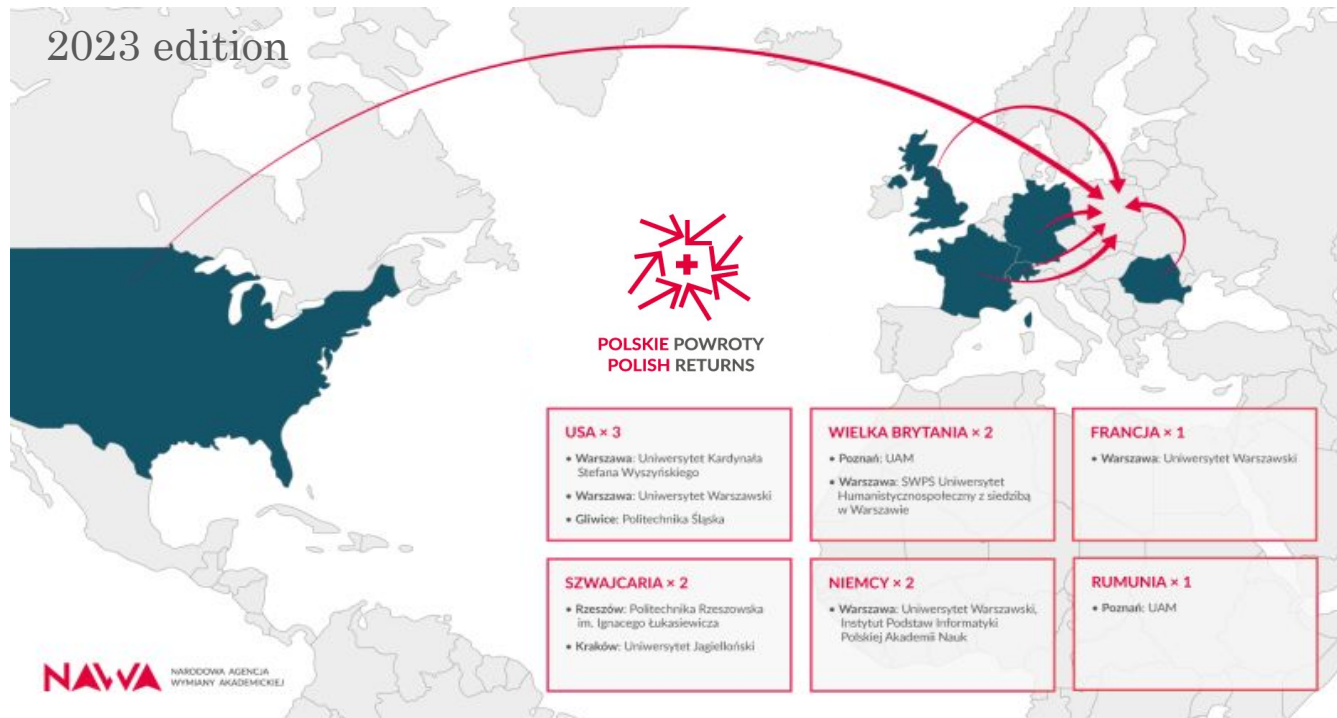 2023 edition
POLSKIE POWROTY
POLISH RETURNS
USA × 3
• Warszawa: Uniwersytet Kardynała
Stefana Wyszyńskiego
• Warszawa: Uniwersytet Warszawski
• Gliwice: Politechnika Śląska
WIELKA BRYTANIA × 2
• Poznań: UAM
• Warszawa: SWPS Uniwersytet
Humanistycznospołeczny z siedzibą
w Warszawie
FRANCJA × 1
• Warszawa: Uniwersytet Warszawski
SZWAJCARIA × 2
• Rzeszów: Politechnika Rzeszowska
im. Ignacego Łukasiewicza
• Kraków: Uniwersytet Jagielloński
NIEMCY × 2
• Warszawa: Uniwersytet Warszawski,
Instytut Podstaw Informatyki
Polskiej Akademii Nauk
RUMUNIA × 1
• Poznań: UAM
NAWA
NARODOWA AGENCJA
WYMIANY AKADEMICKIEJ